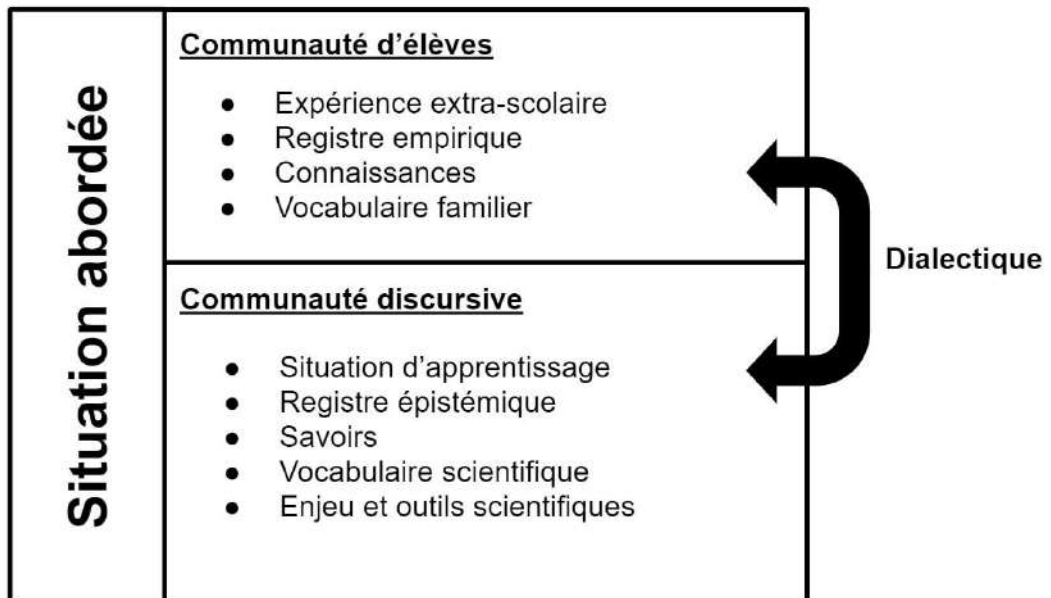 Situation abordée
Communauté d'élèves
● Expérience extra-scolaire
● Registre empirique
● Connaissances
● Vocabulaire familier
Dialectique
Communauté discursive
● Situation d'apprentissage
● Registre épistémique
● Savoirs
● Vocabulaire scientifique
● Enjeu et outils scientifiques